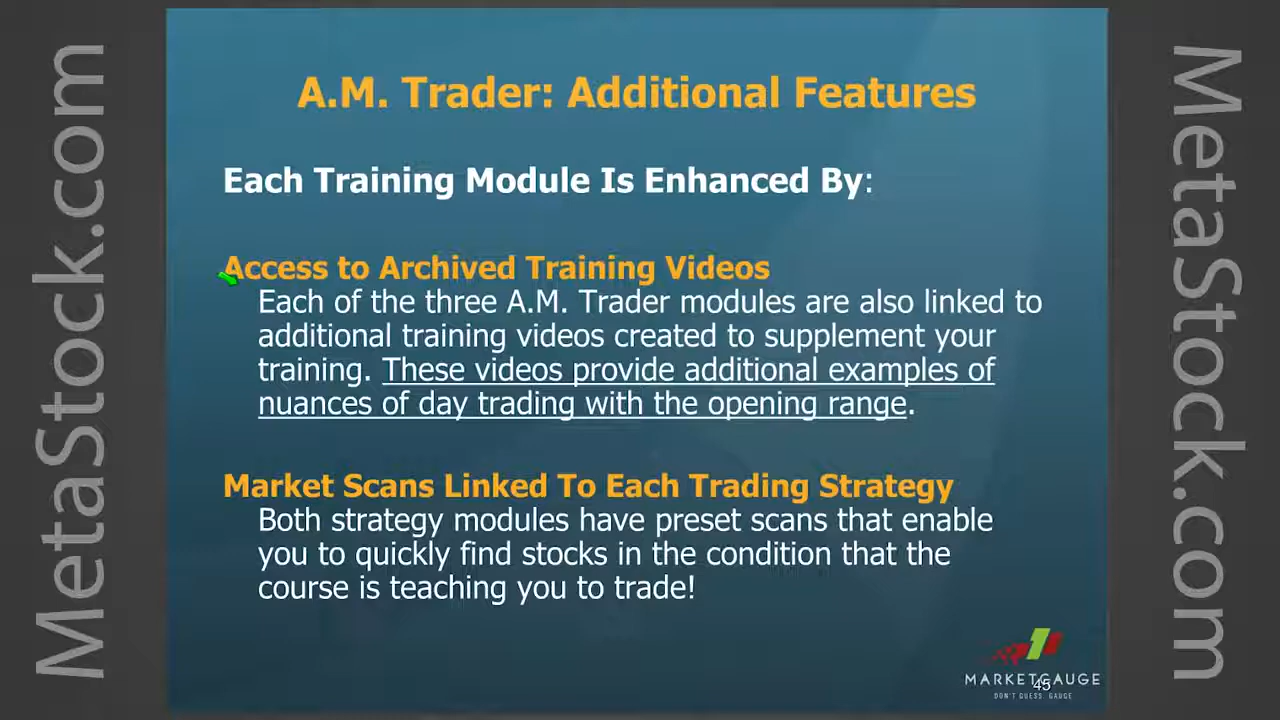 MetaStock.com
A.M. Trader: Additional Features
Each Training Module Is Enhanced By:
Access to Archived Training Videos
Each of the three A.M. Trader modules are also linked to
additional training videos created to supplement your
training. These videos provide additional examples of
nuances of day trading with the opening range.
Market Scans Linked To Each Trading Strategy
Both strategy modules have preset scans that enable
you to quickly find stocks in the condition that the
course is teaching you to trade!
MARKETGAUGE
45
DON'T GUESS. GAUGE
MetaStock.com